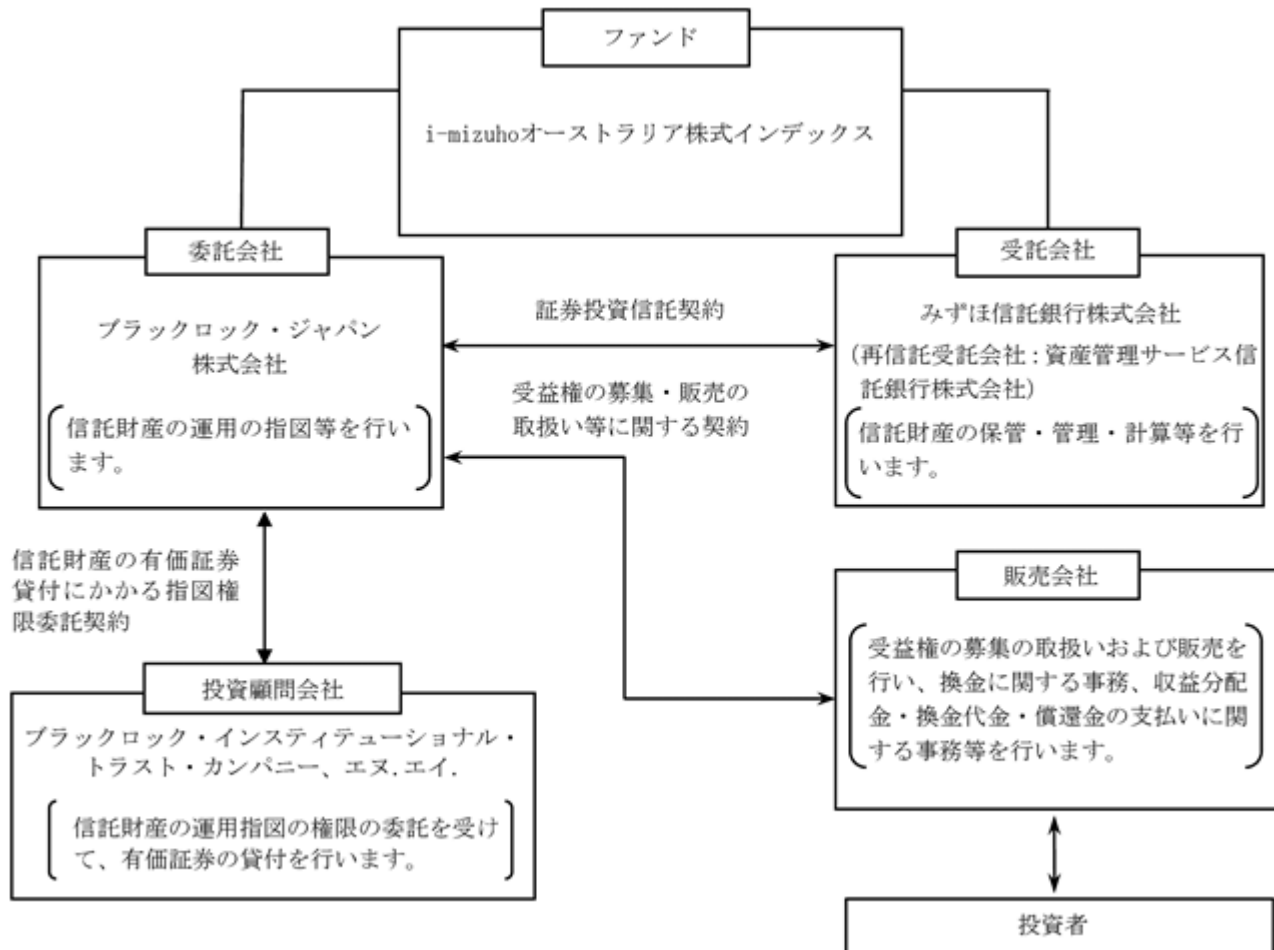 ファンド
i-mizuhoオーストラリア株式インデックス
委託会社
ブラックロック・ジャパン
株式会社
信託財産の運用の指図等を行い
ます。
証券投資信託契約
受益権の募集・販売の
取扱い等に関する契約
受託会社
みずほ信託銀行株式会社
(再信託受託会社:資産管理サービス信
託銀行株式会社)
信託財産の保管・管理・計算等を行
います。
信託財産の有価証券
貸付にかかる指図権
限委託契約
投資顧問会社
ブラックロック・インスティテューショナル・
トラスト・カンパニー、エヌ.エイ.
信託財産の運用指図の権限の委託を受け
て、有価証券の貸付を行います。
販売会社
受益権の募集の取扱いおよび販売を
行い、換金に関する事務、収益分配
金・換金代金・償還金の支払いに関
する事務等を行います。
投資者